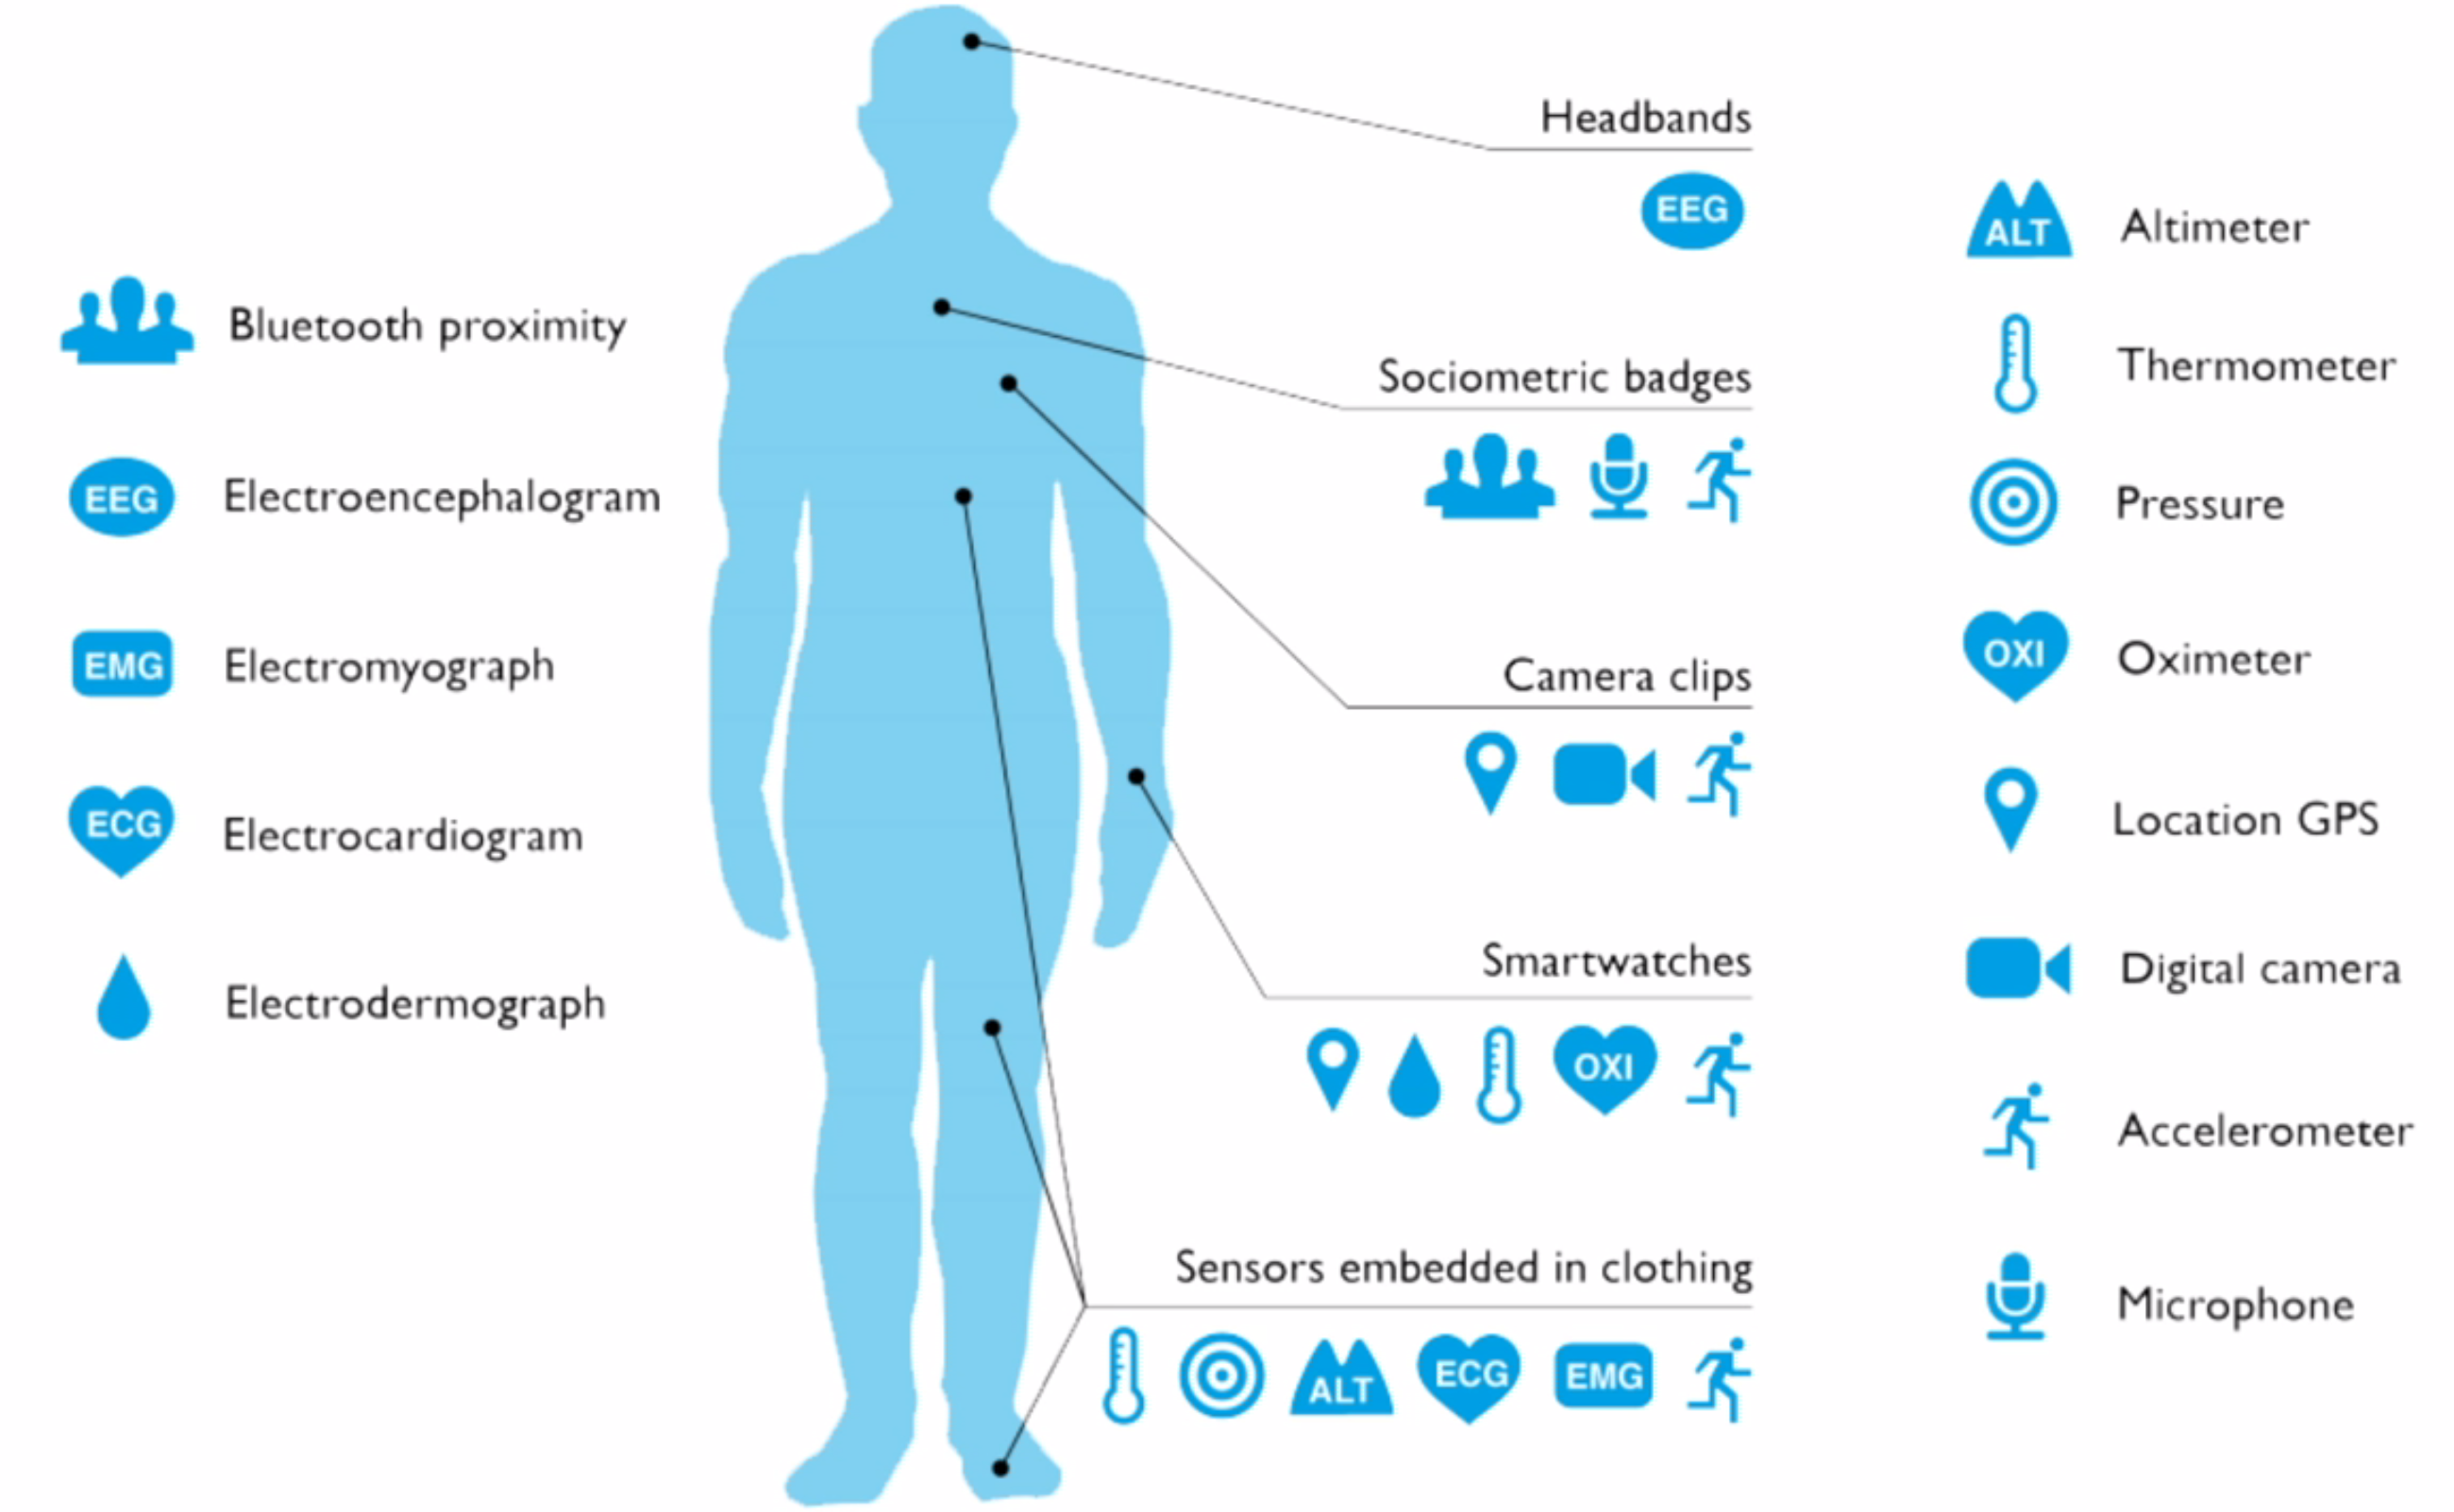 Bluetooth proximity
EEG Electroencephalogram
EMG Electromyograph
ECG Electrocardiogram
Electrodermograph
Headbands
EEG
Sociometric badges
Camera clips
Smartwatches
OXI
Sensors embedded in clothing
ALT ECG EMG
ALT Altimeter
Thermometer
Pressure
OXI Oximeter
Location GPS
Digital camera
Accelerometer
Microphone